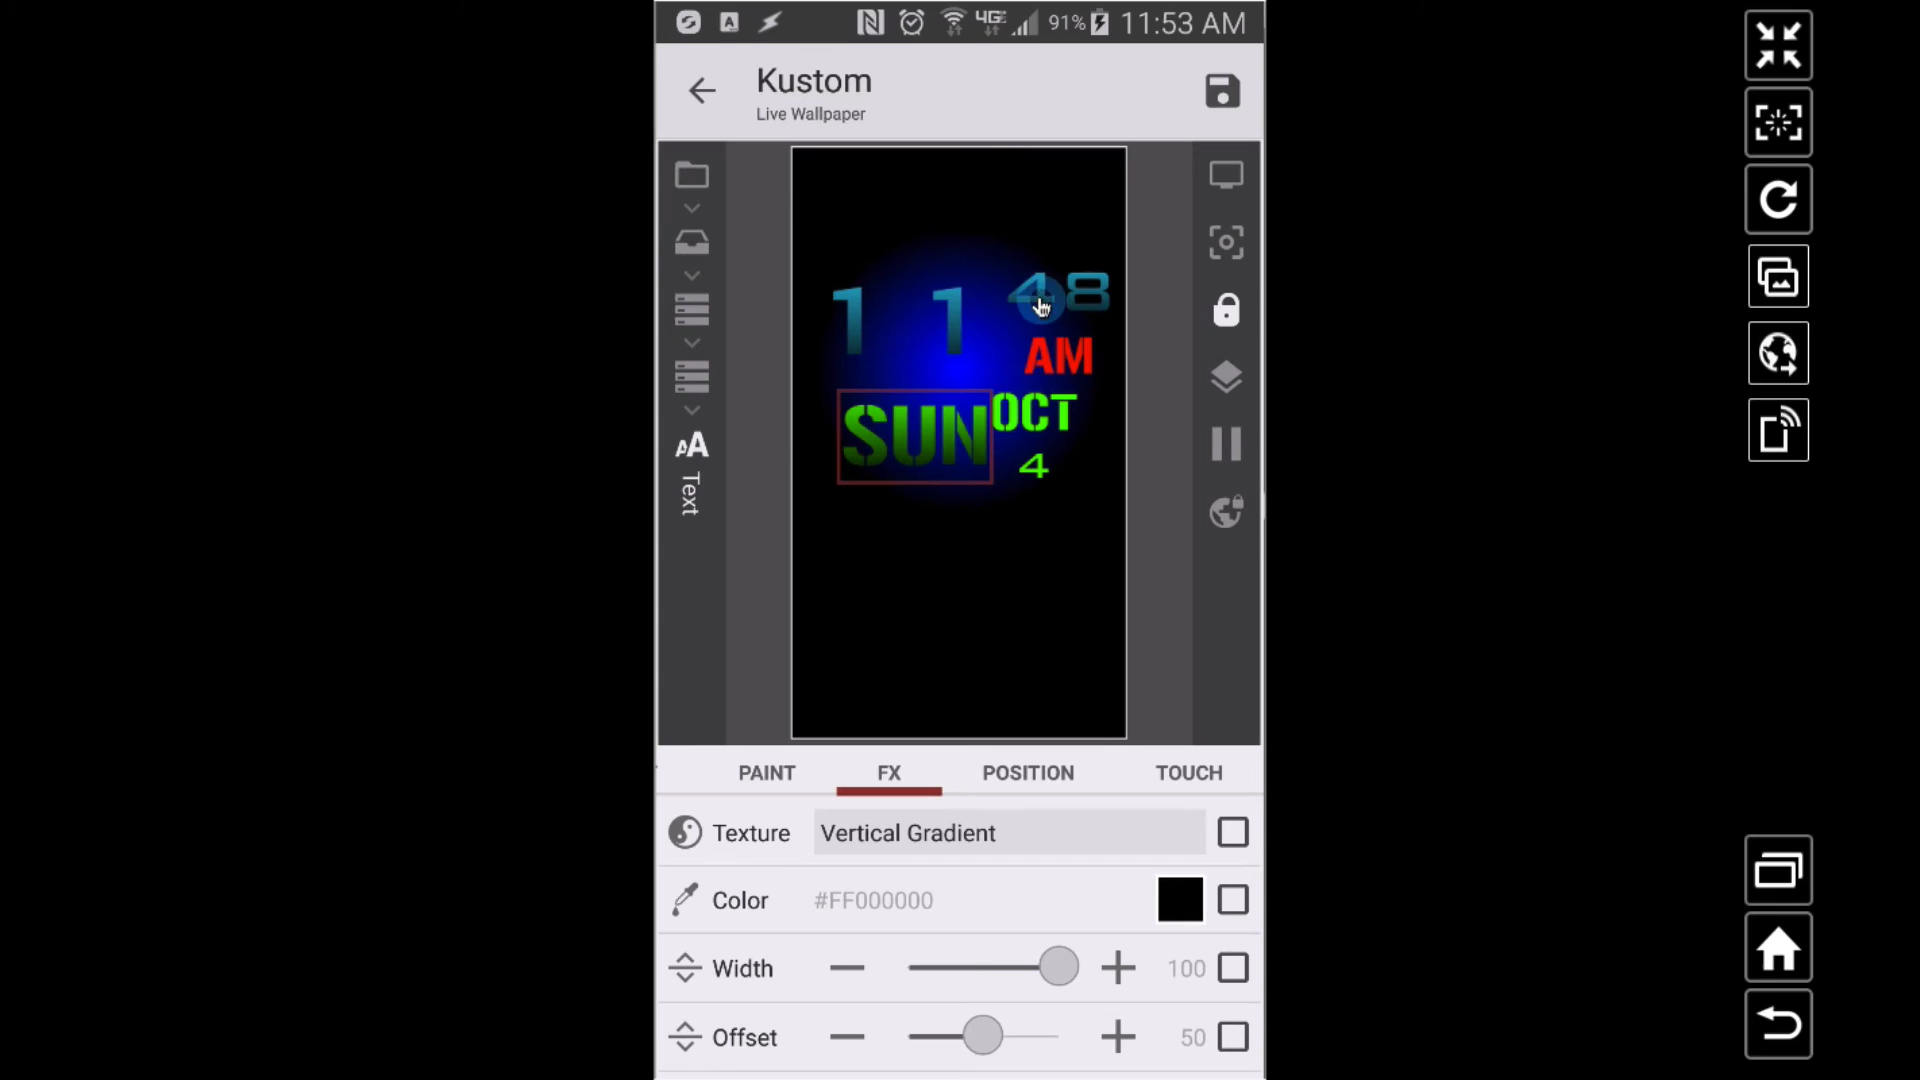 91% 11:53 AM
Kustom
Live Wallpaper
1 1 48
AM
SUN OCT
4
AA
Text
PAINT FX POSITION TOUCH
Texture Vertical Gradient
Color #FF000000
Width 100
Offset 50